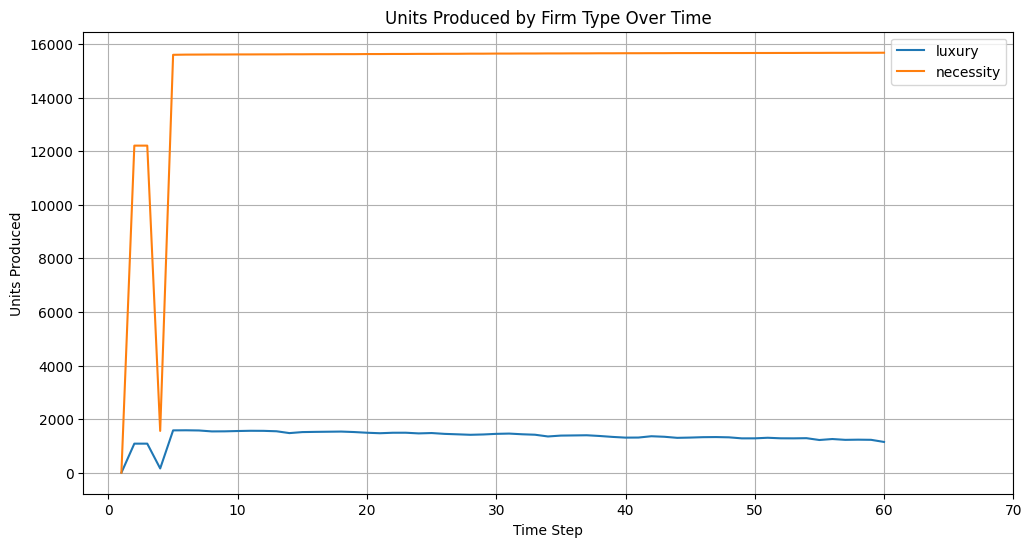 Units Produced by Firm Type Over Time
luxury
necessity
Units Produced
16000
14000
12000
10000
8000
6000
4000
2000
0
0 10 20 30 40 50 60 70
Time Step